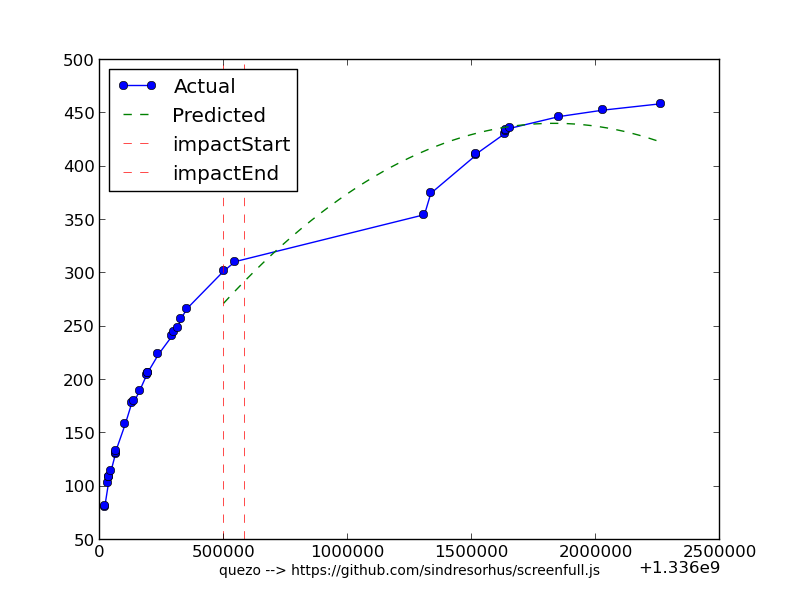 500
450
400
350
300
250
200
150
100
50
Actual
Predicted
impactStart
impactEnd
0 500000 1000000 1500000 2000000 2500000
quezo --> https://github.com/sindresorhus/screenfull.js +1.336e9